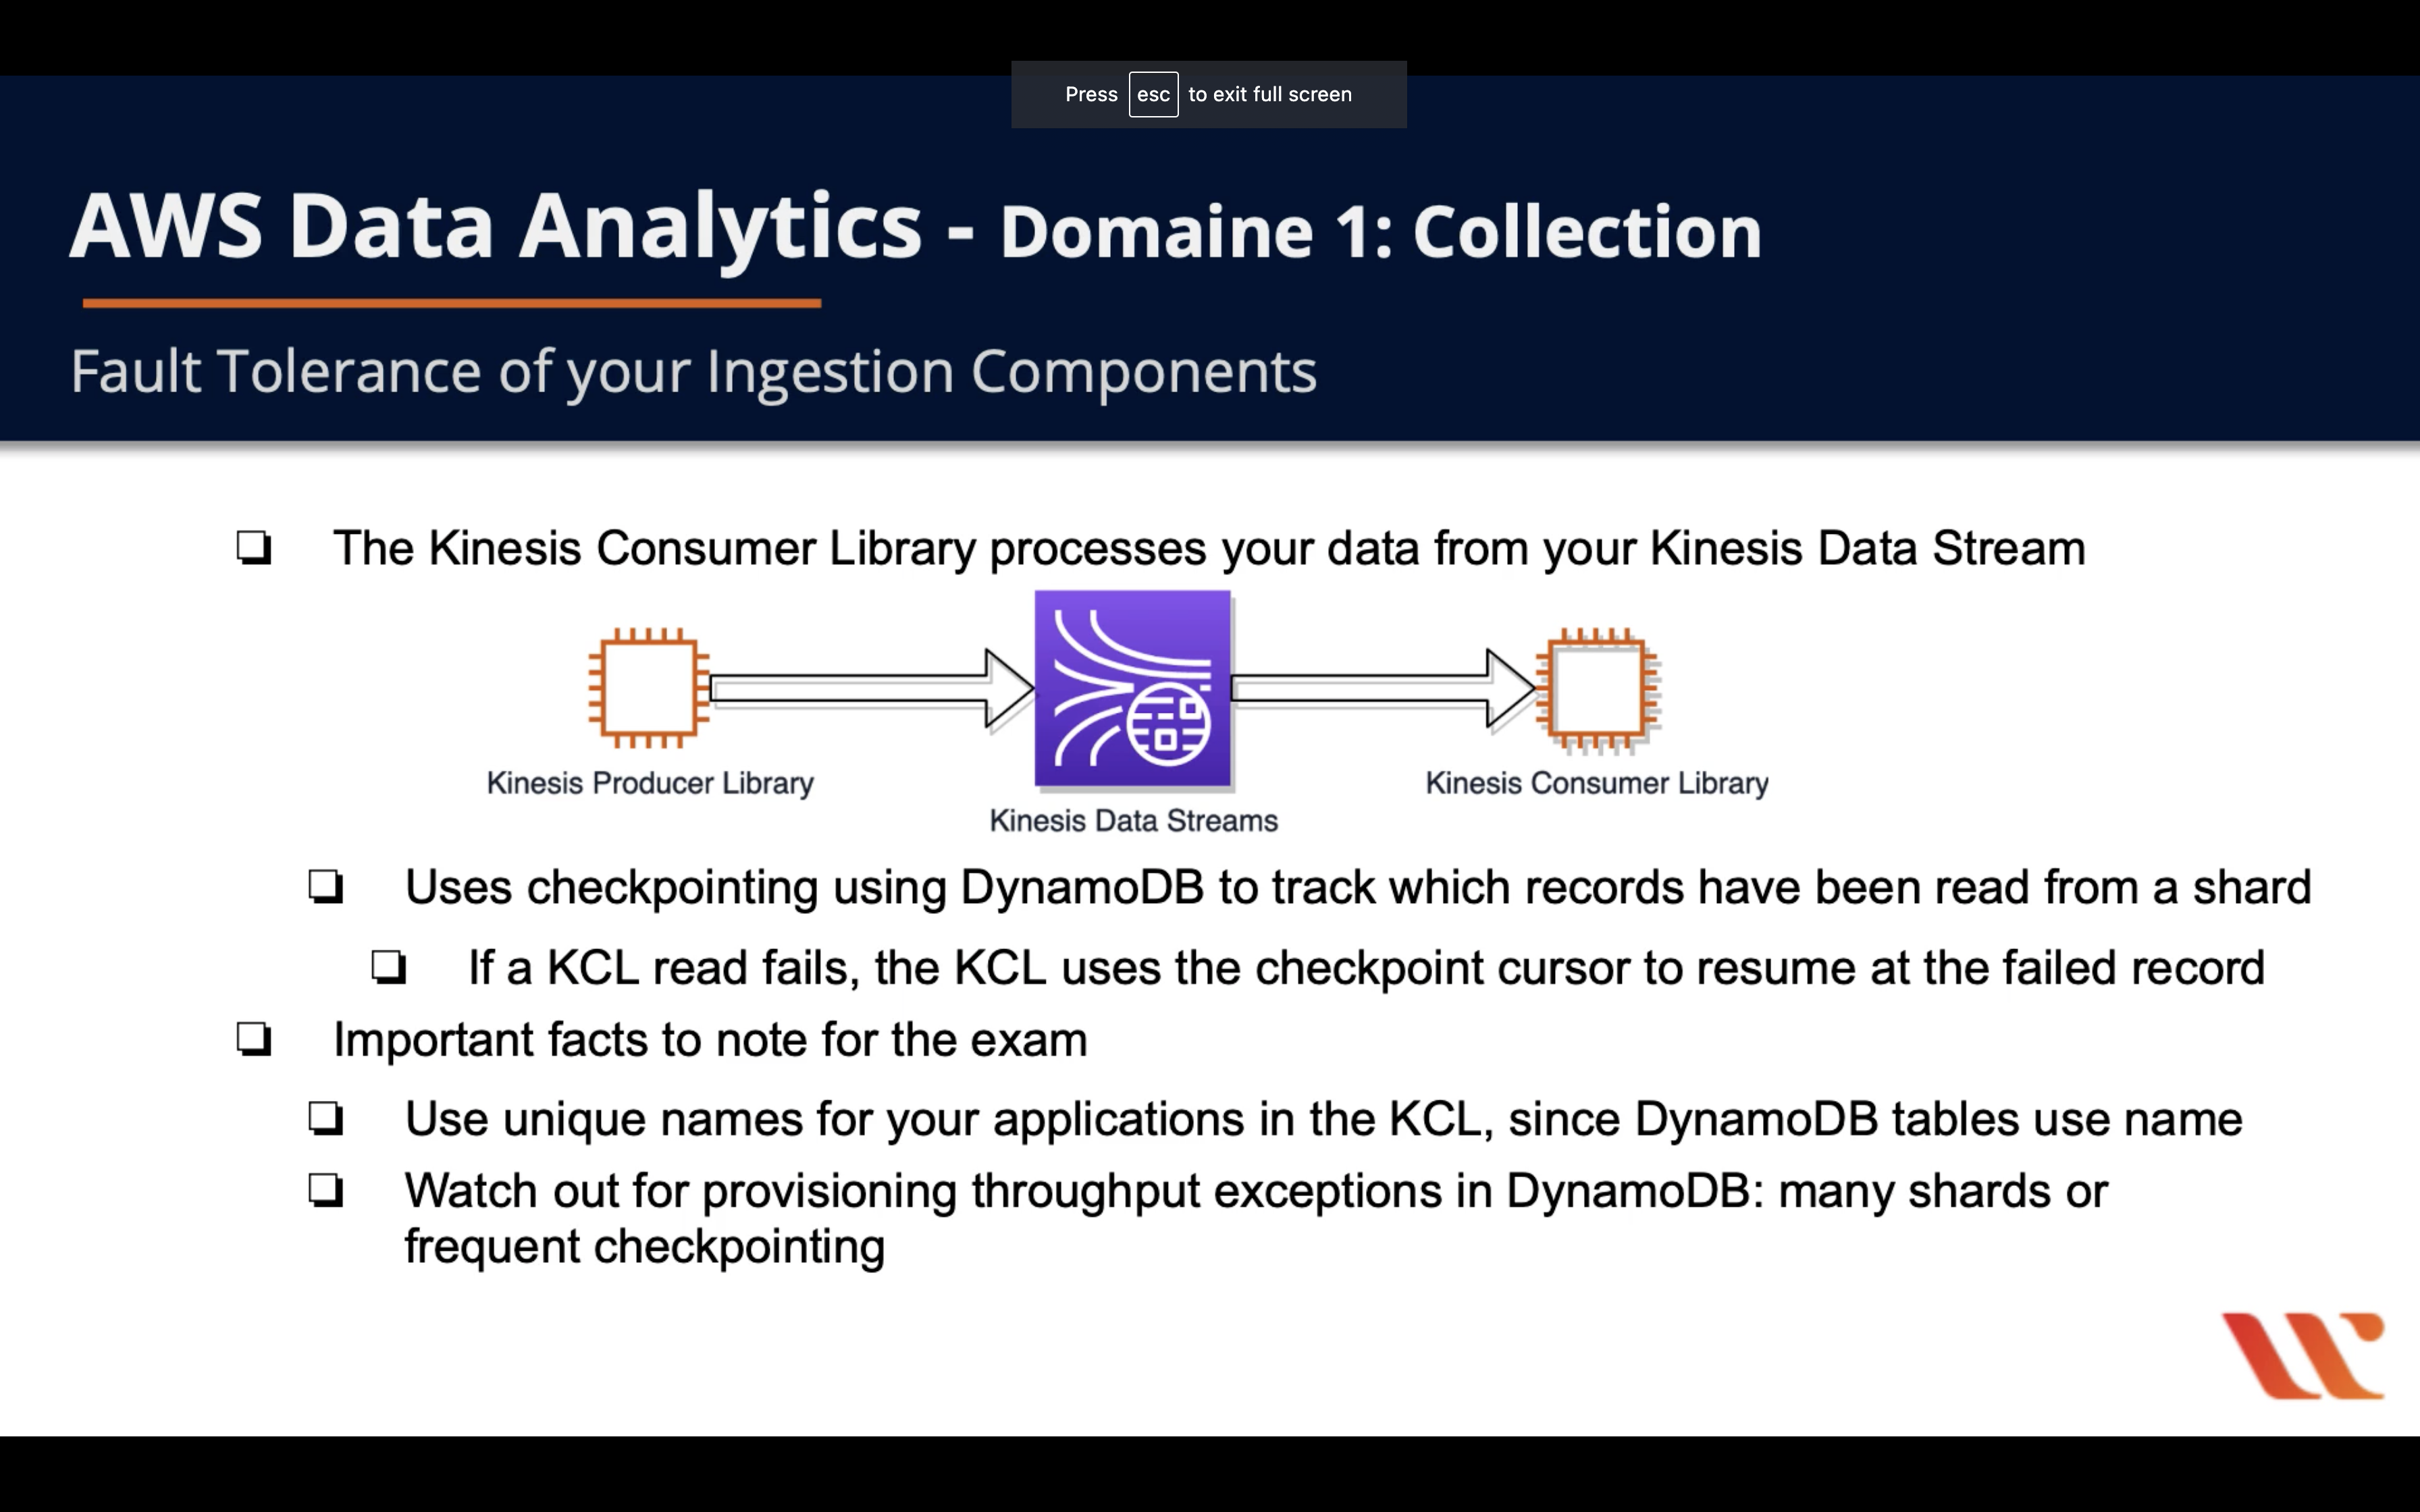 Press esc to exit full screen
AWS Data Analytics - Domaine 1: Collection
Fault Tolerance of your Ingestion Components
❏ The Kinesis Consumer Library processes your data from your Kinesis Data Stream
Kinesis Producer Library
Kinesis Data Streams
Kinesis Consumer Library
❏ Uses checkpointing using DynamoDB to track which records have been read from a shard
❏ If a KCL read fails, the KCL uses the checkpoint cursor to resume at the failed record
❏ Important facts to note for the exam
❏ Use unique names for your applications in the KCL, since DynamoDB tables use name
❏ Watch out for provisioning throughput exceptions in DynamoDB: many shards or
frequent checkpointing